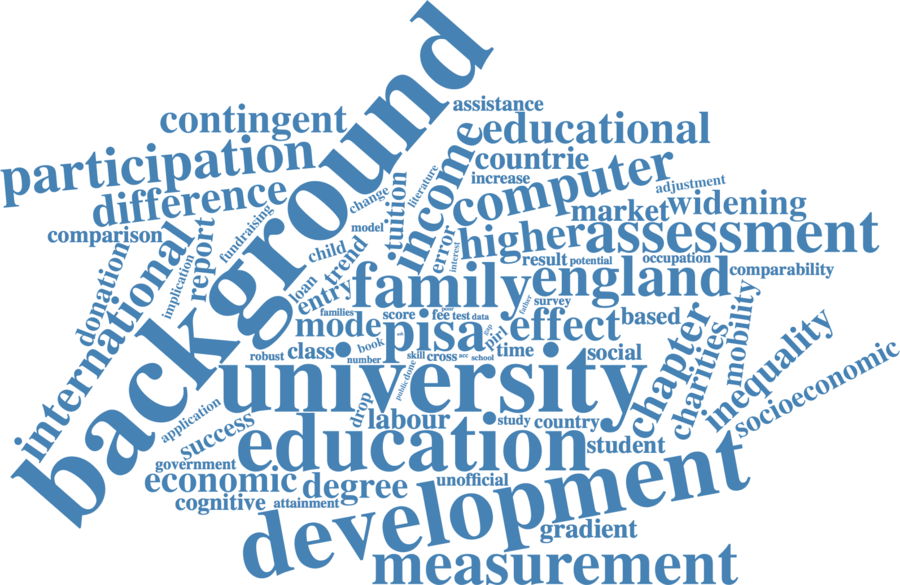 background
assistance
contingent
educational
participation
income
countrie
computer
increase
literature
adjustment
difference
change
tuition
market
widening
comparison
fundraising
model
higher
assessment
international
report
child
trend
error
interest
result
potential
occupation
comparability
donation
implication
loan
entry
family
england
mobility
families
score
fee
test
data
father
survey
mode
pisa
gap
pirl
effect
based
chapter
charities
inequality
robust
class
book
number
skill
cross
acc
school
time
social
socioeconomic
university
public
done
application
success
drop
labour
study
country
education
student
government
economic
degree
unofficial
cognitive
attainment
development
gradient
measurement